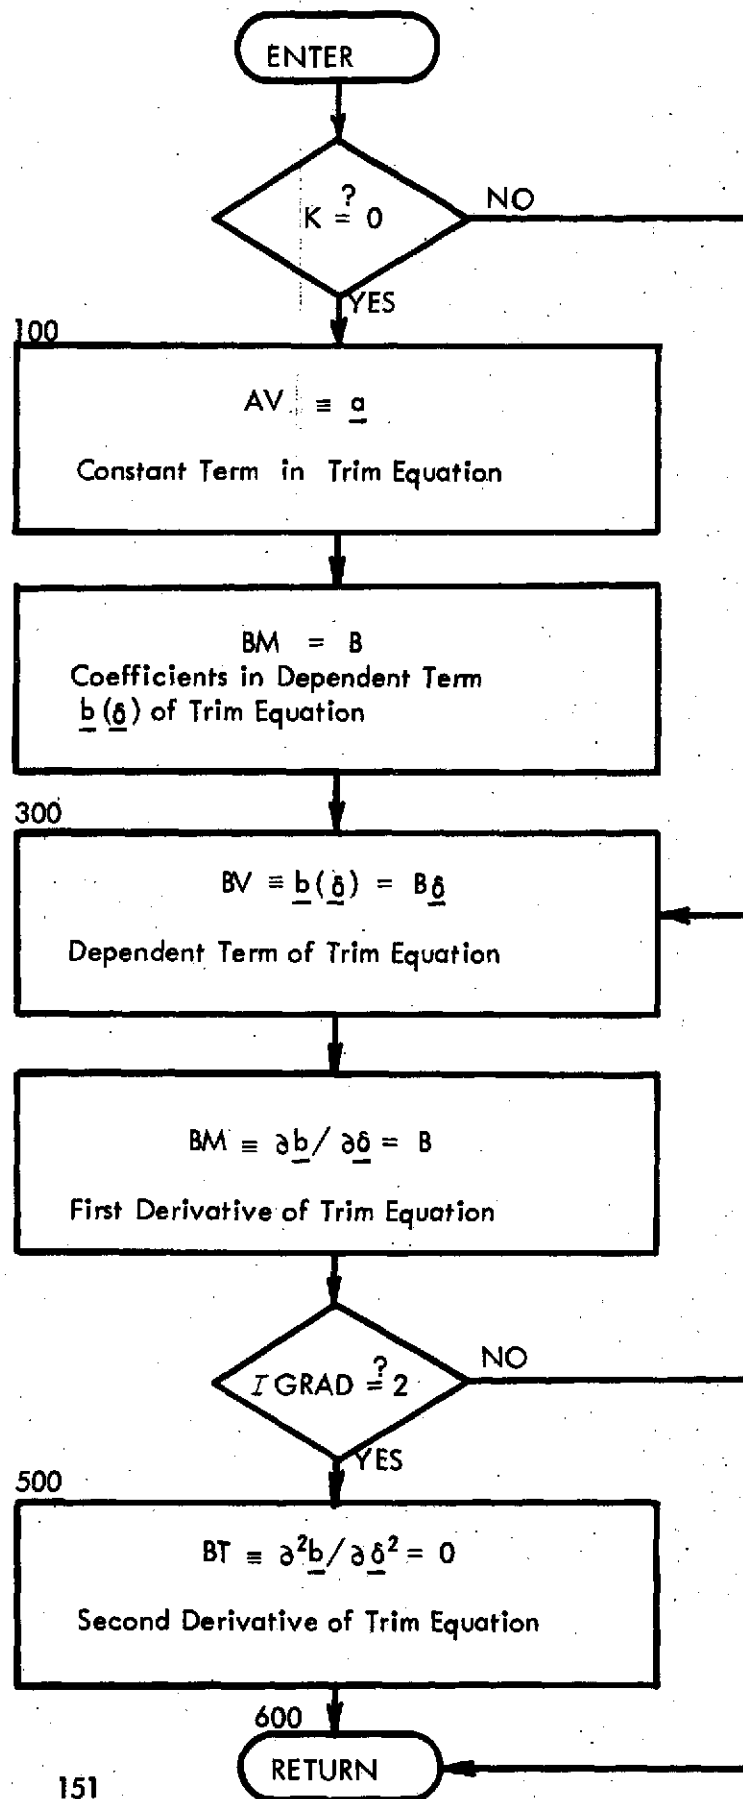 ENTER
K ≟ 0
NO
YES
100
AV ≡ a
Constant Term in Trim Equation
BM = B
Coefficients in Dependent Term
b(δ) of Trim Equation
300
BV ≡ b(δ) = Bδ
Dependent Term of Trim Equation
BM ≡ ∂b/∂δ = B
First Derivative of Trim Equation
IGRAD ≟ 2
NO
YES
500
BT ≡ ∂²b/∂δ² = 0
Second Derivative of Trim Equation
600
RETURN
151